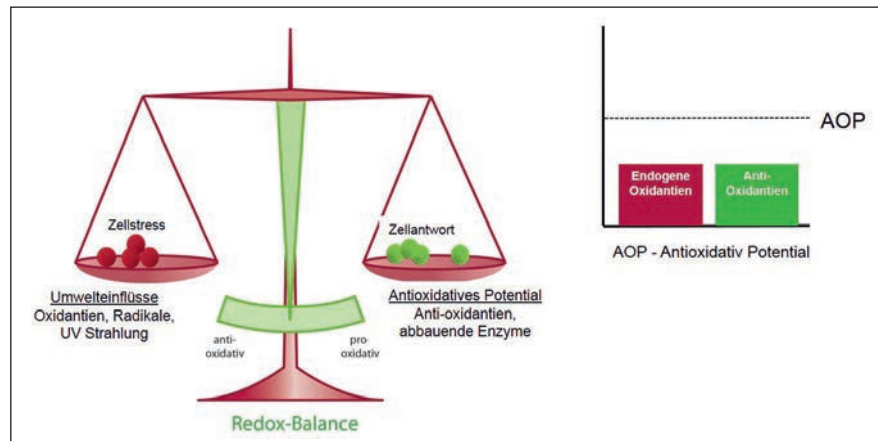 Zellstress
Umwelteinflüsse
Oxidantien, Radikale,
UV Strahlung
Zellantwort
Antioxidatives Potential
Anti-oxidantien,
abbauende Enzyme
anti-
oxidativ
pro
oxidativ
Redox-Balance
AOP
Endogene
Oxidantien
Anti-
Oxidantien
AOP - Antioxidativ Potential